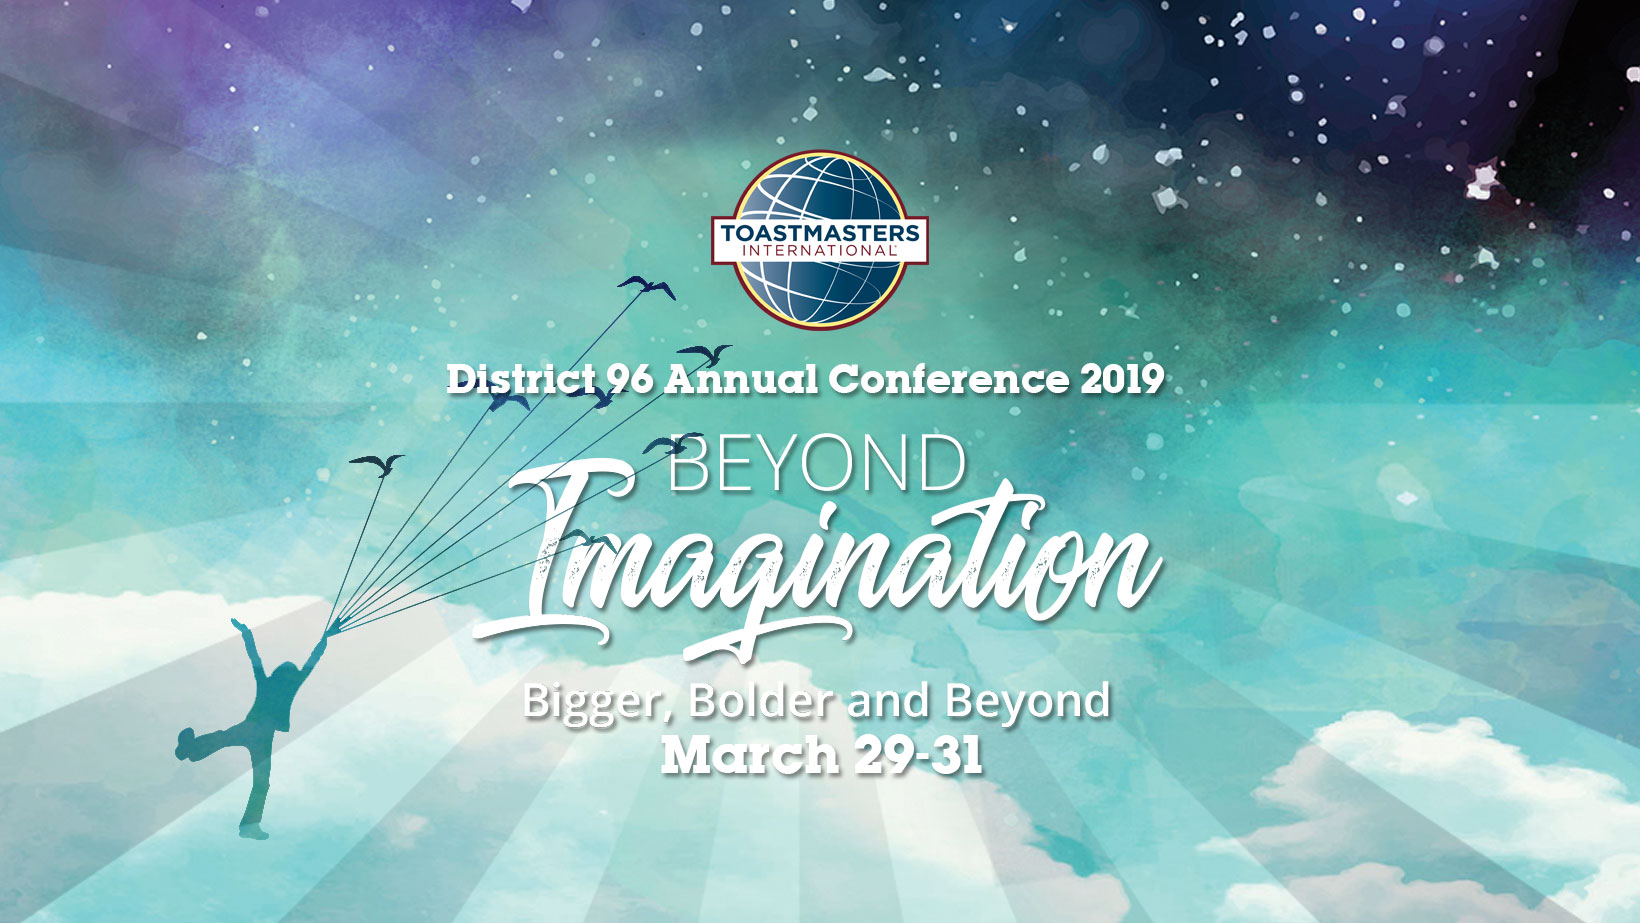 TOASTMASTERS
INTERNATIONAL
District 96 Annual Conference 2019
BEYOND
Imagination
Bigger, Bolder and Beyond
March 29-31